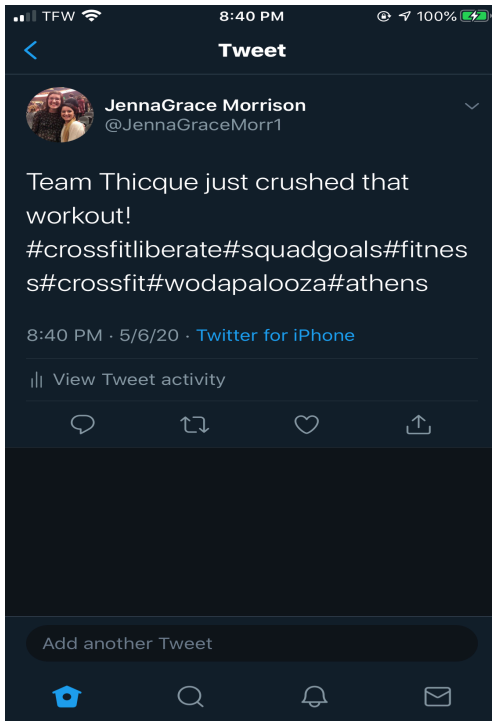 TFW 8:40 PM 100%
Tweet
JennaGrace Morrison
@JennaGraceMorr1
Team Thicque just crushed that
workout!
#crossfitliberate#squadgoals#fitnes
s#crossfit#wodapalooza#athens
8:40 PM · 5/6/20 · Twitter for iPhone
View Tweet activity
Add another Tweet